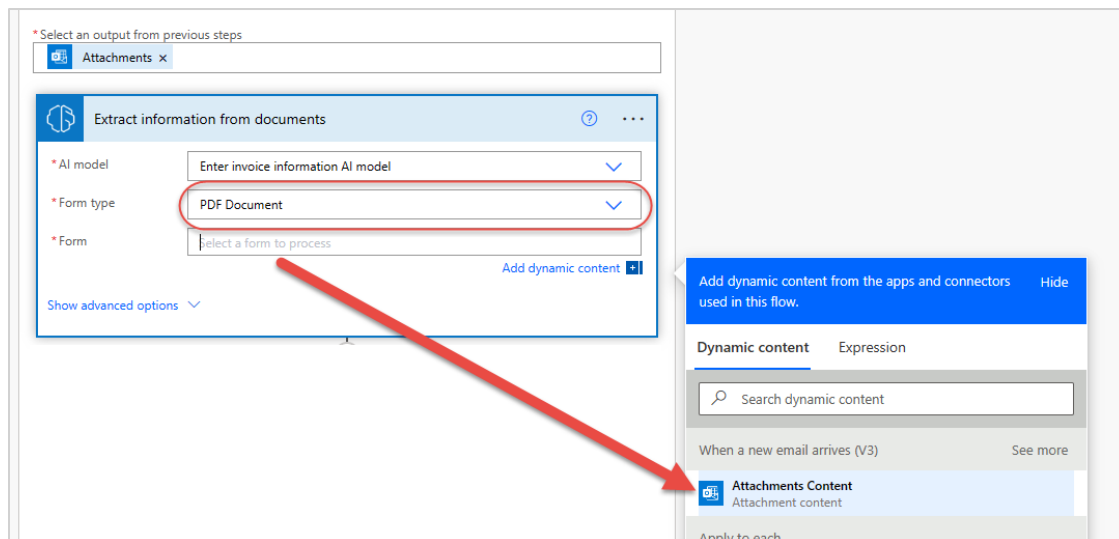 *Select an output from previous steps
Attachments ×
Extract information from documents
? ...
*AI model
Enter invoice information AI model
*Form type
PDF Document
*Form
Select a form to process
Add dynamic content
Show advanced options
Add dynamic content from the apps and connectors
used in this flow.
Hide
Dynamic content
Expression
Search dynamic content
When a new email arrives (V3)
See more
Attachments Content
Attachment content
Apply to each